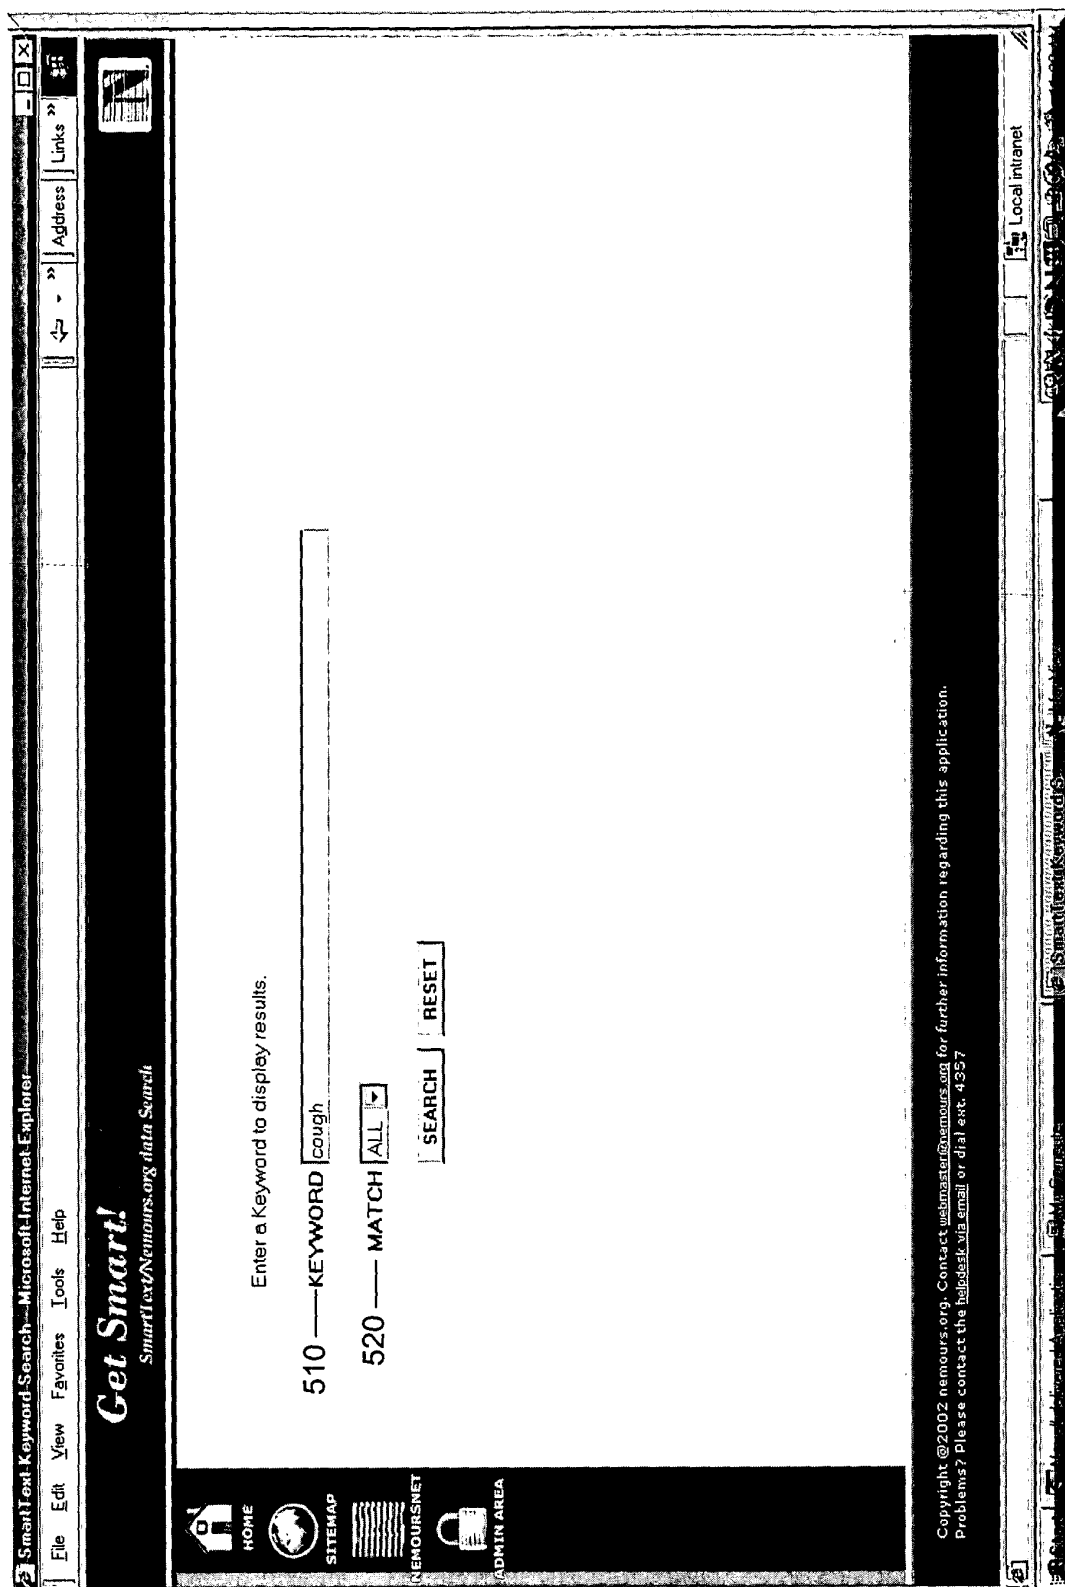 SmartText-Keyword-Search—Microsoft-Internet-Explorer
File Edit View Favorites Tools Help
Address Links »
Get Smart!
SmartText/Nemours.org data Search
HOME
SITEMAP
NEMOURSNET
ADMIN AREA
Enter a Keyword to display results.
510 — KEYWORD cough
520 — MATCH ALL
SEARCH RESET
Copyright @2002 nemours.org. Contact webmaster@nemours.org for further information regarding this application.
Problems? Please contact the helpdesk via email or dial ext. 4357
Local intranet
SmartText Keyword S...